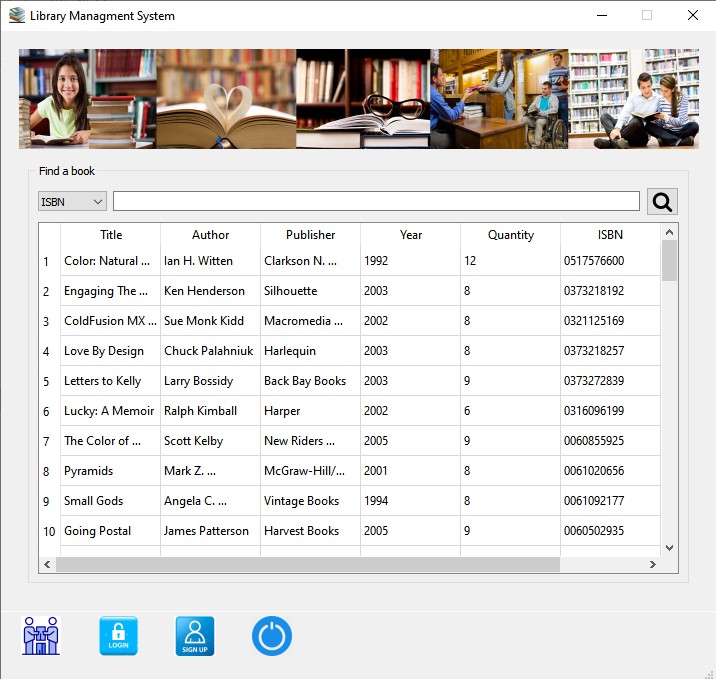 Library Managment System
Find a book
ISBN
Title Author Publisher Year Quantity ISBN
1 Color: Natural ... Ian H. Witten Clarkson N. ... 1992 12 0517576600
2 Engaging The ... Ken Henderson Silhouette 2003 8 0373218192
3 ColdFusion MX ... Sue Monk Kidd Macromedia ... 2002 8 0321125169
4 Love By Design Chuck Palahniuk Harlequin 2003 8 0373218257
5 Letters to Kelly Larry Bossidy Back Bay Books 2003 9 0373272839
6 Lucky: A Memoir Ralph Kimball Harper 2002 6 0316096199
7 The Color of ... Scott Kelby New Riders ... 2005 9 0060855925
8 Pyramids Mark Z. ... McGraw-Hill/... 2001 8 0061020656
9 Small Gods Angela C. ... Vintage Books 1994 8 0061092177
10 Going Postal James Patterson Harvest Books 2005 9 0060502935
LOGIN
SIGN UP